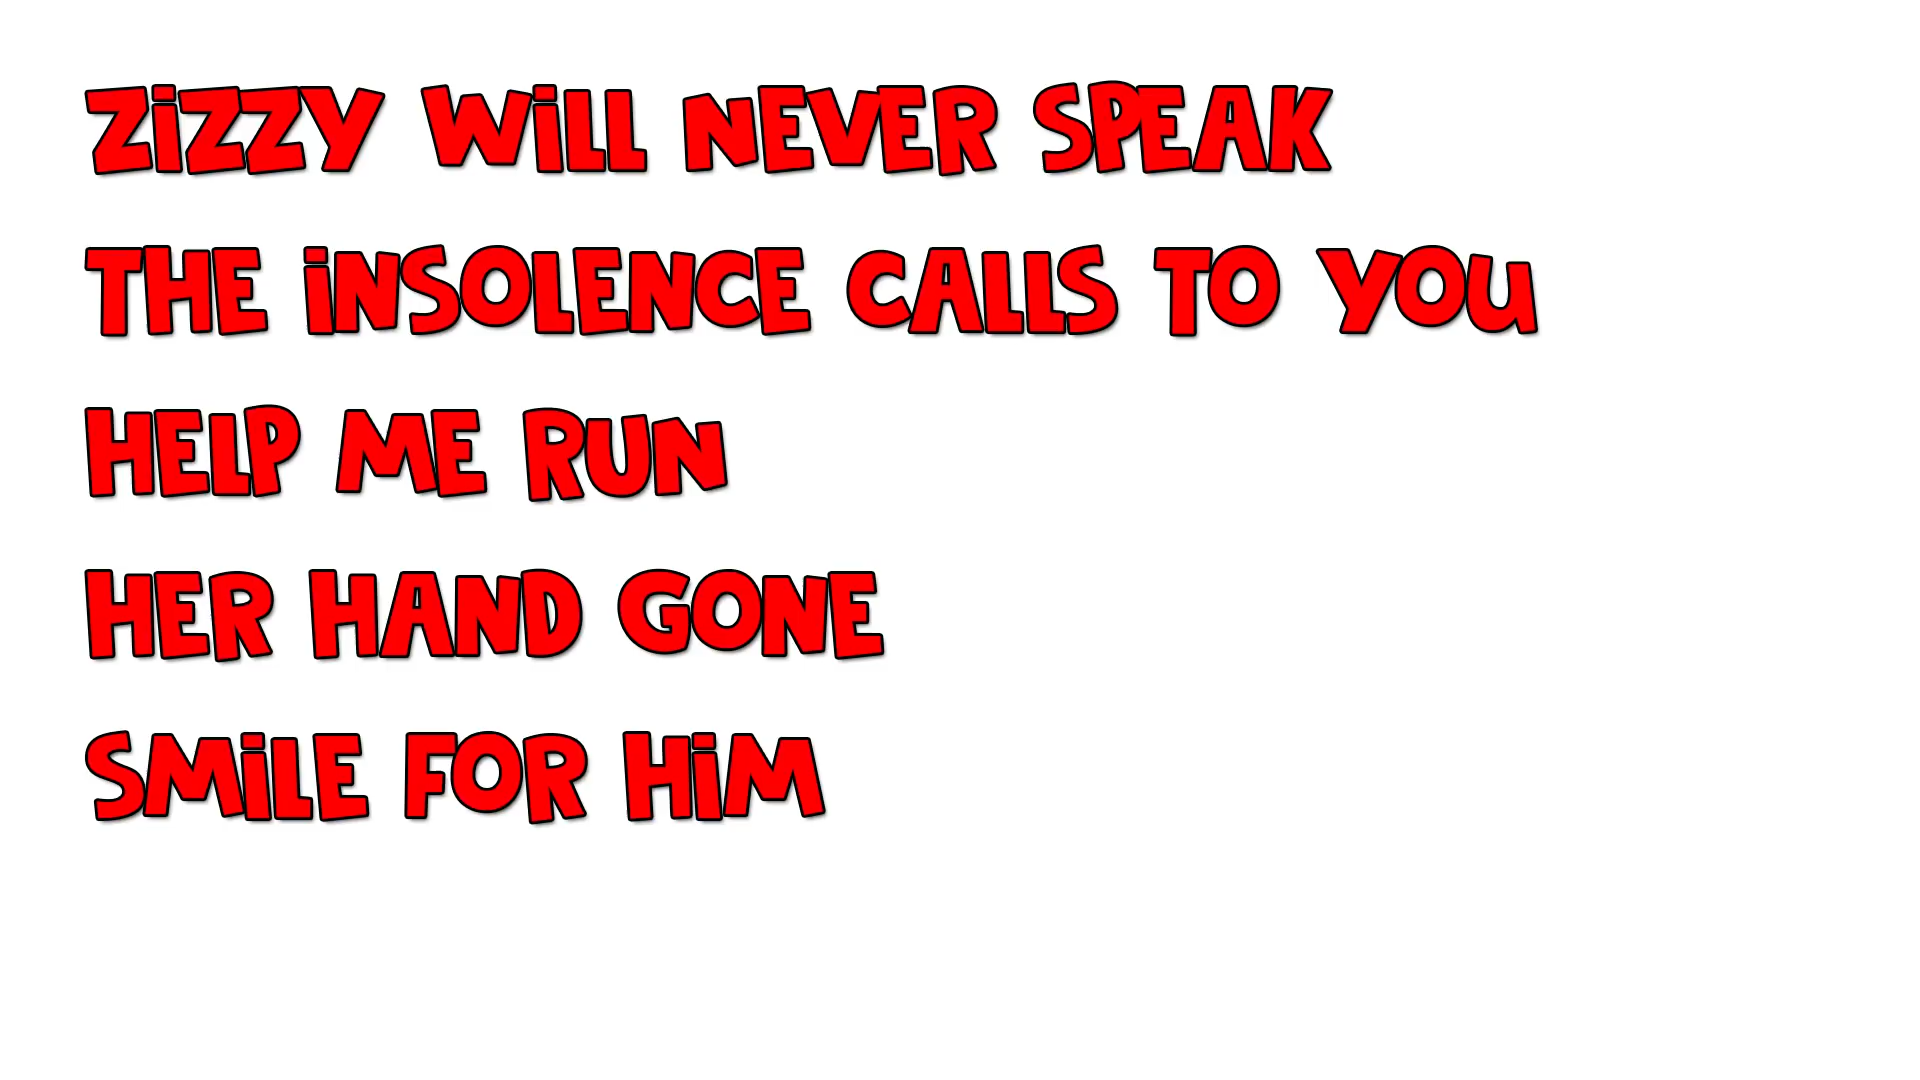 ZiZZY WiLL NEVER SPEAK
THE iNSOLENCE CALLS TO YOU
HELP ME RUN
HER HAND GONE
SMiLE FOR HiM